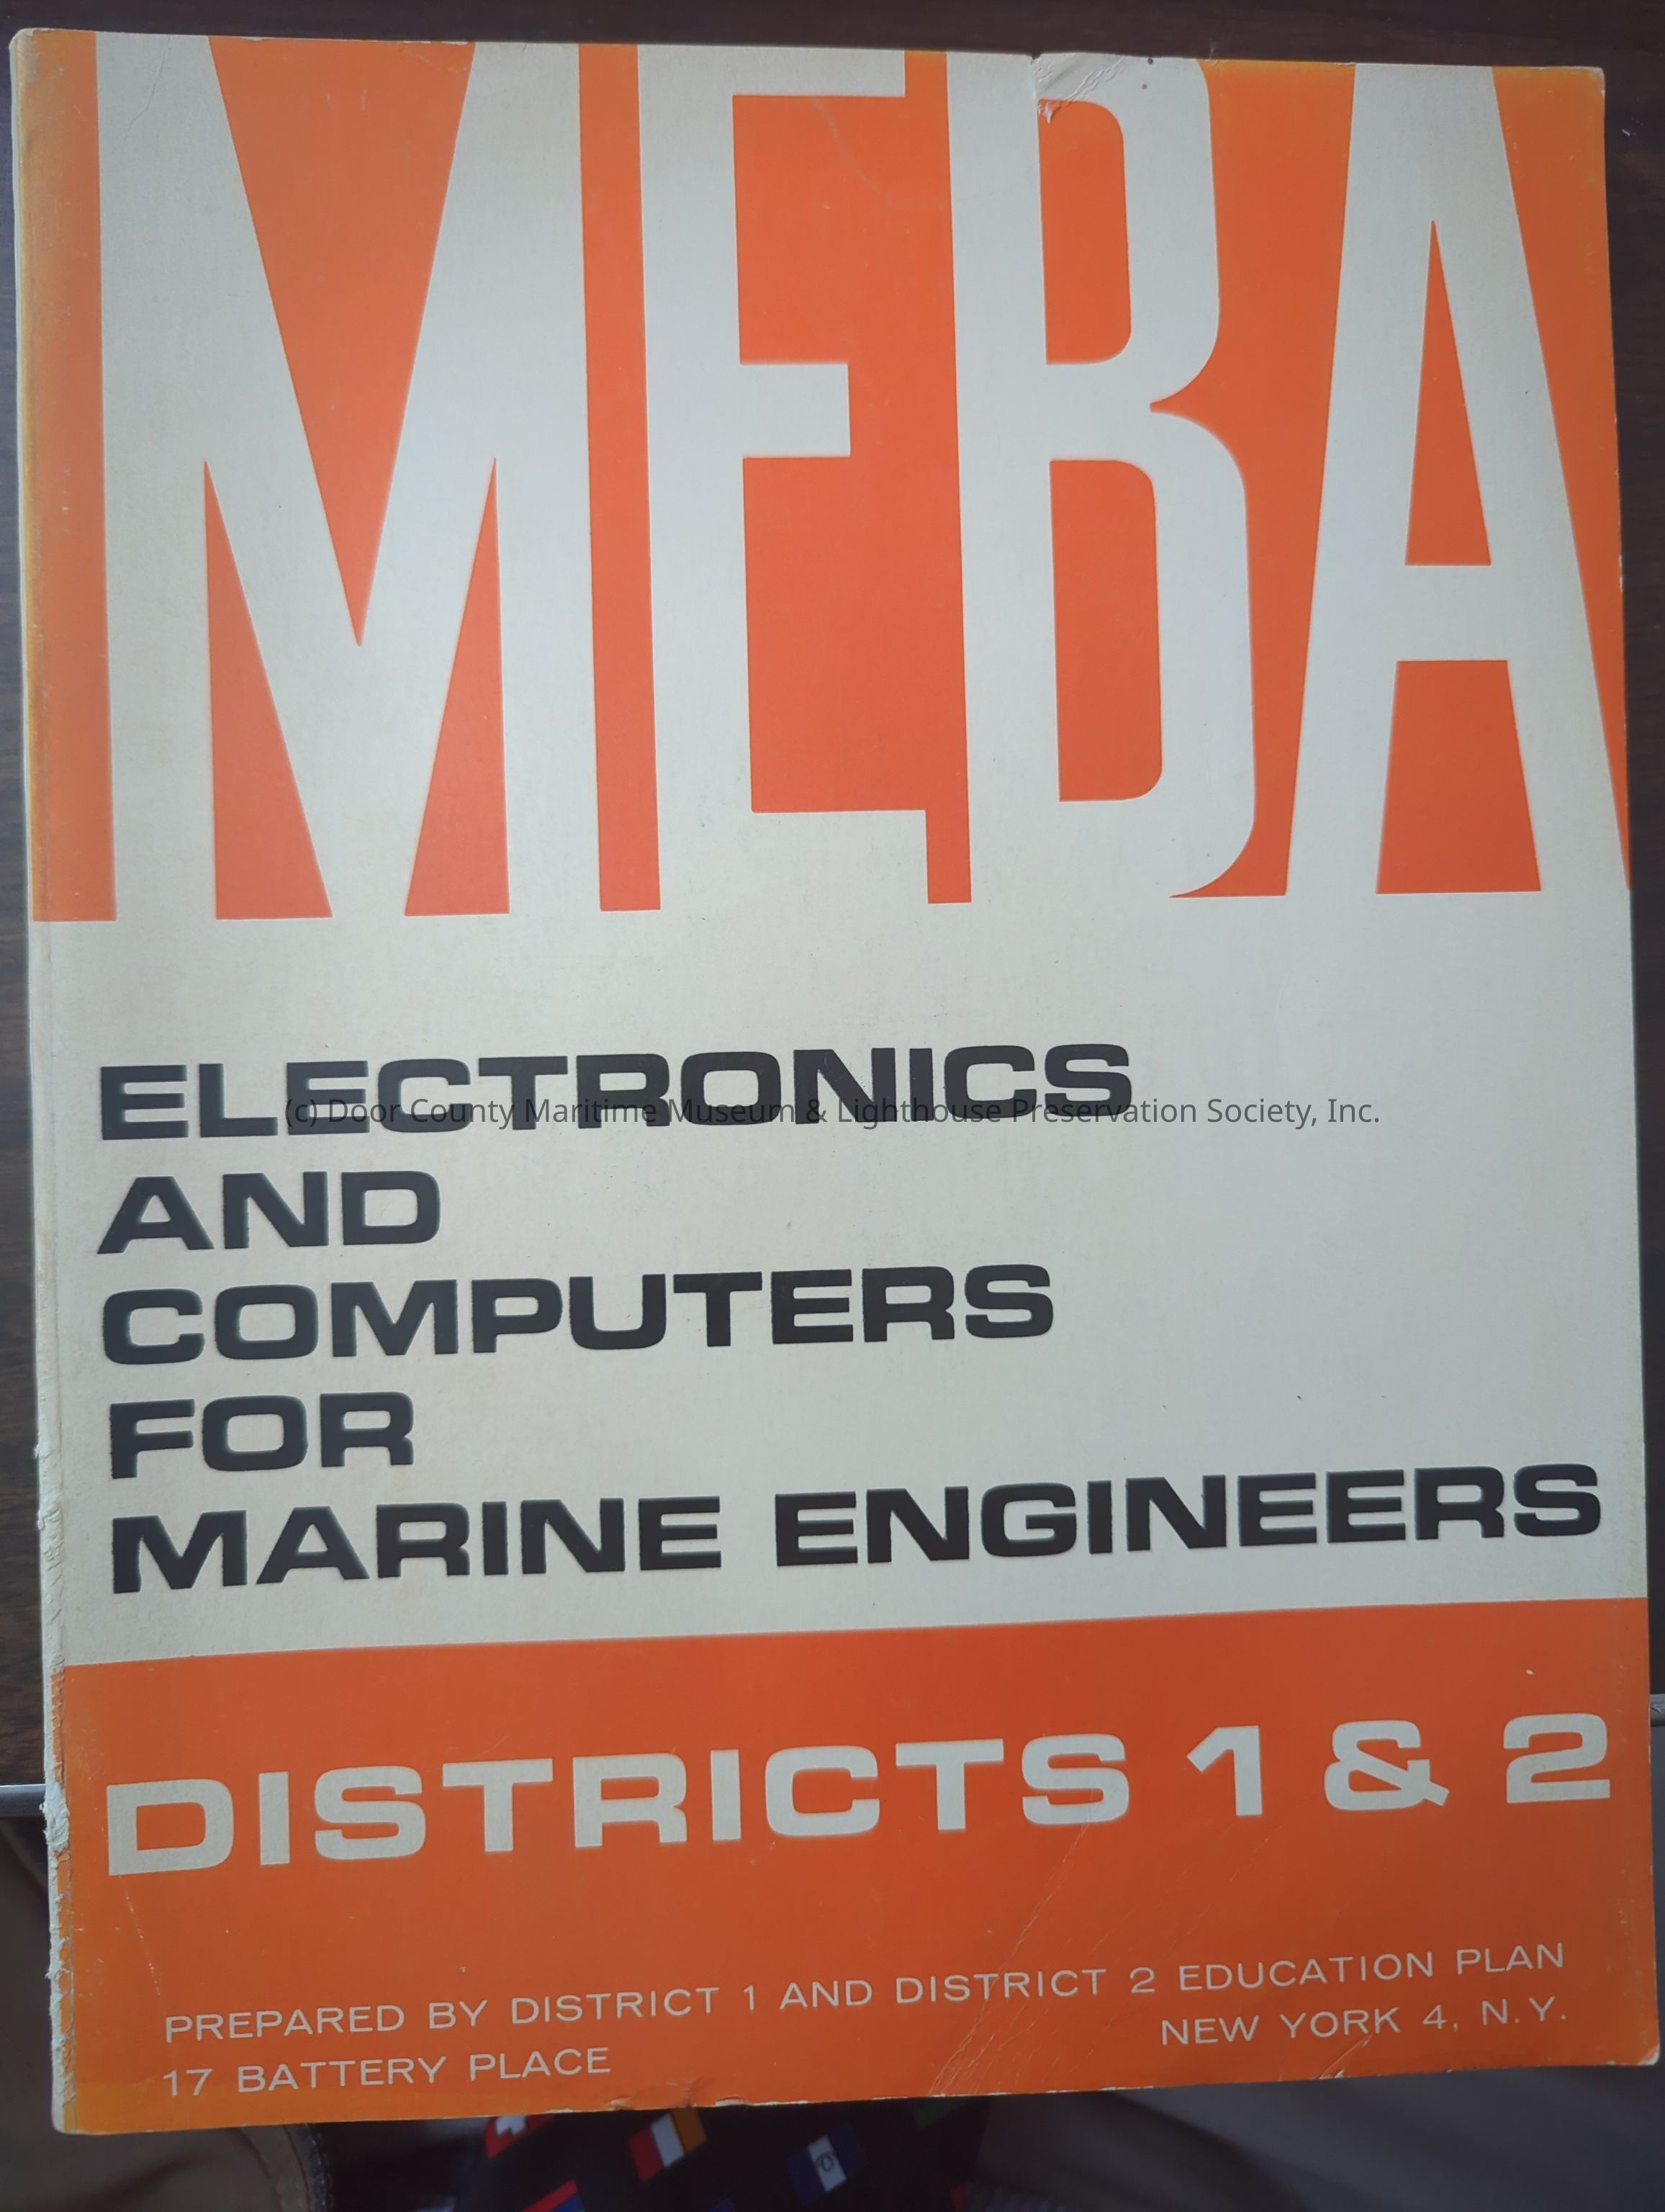 MEBA
ELECTRONICS
(c) Door County Maritime Museum & Lighthouse Preservation Society, Inc.
AND
COMPUTERS
FOR
MARINE ENGINEERS
DISTRICTS 1 & 2
PREPARED BY DISTRICT 1 AND DISTRICT 2 EDUCATION PLAN
17 BATTERY PLACE NEW YORK 4, N.Y.